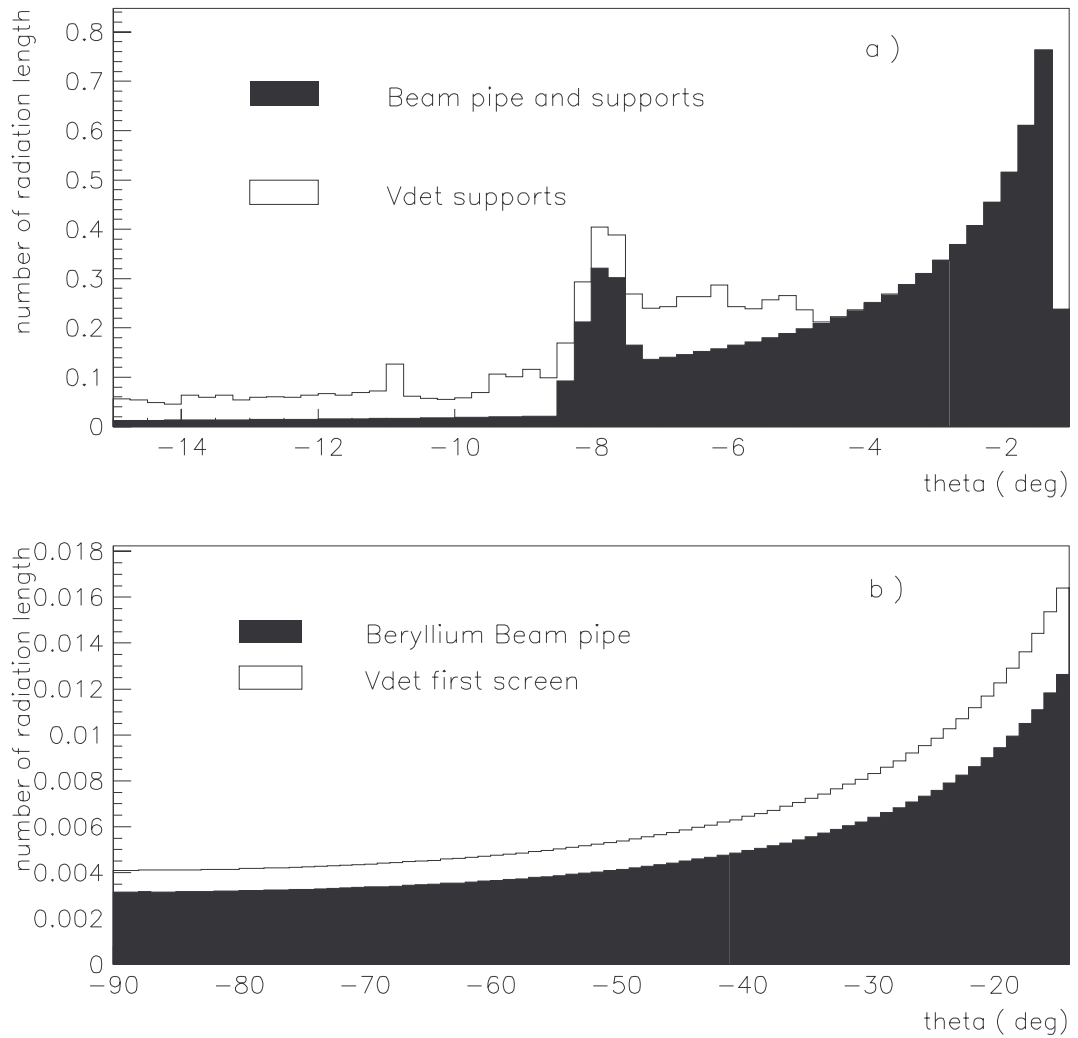 number of radiation length
0.8
0.7
0.6
0.5
0.4
0.3
0.2
0.1
0
a )
Beam pipe and supports
Vdet supports
−14 −12 −10 −8 −6 −4 −2
theta ( deg)
number of radiation length
0.018
0.016
0.014
0.012
0.01
0.008
0.006
0.004
0.002
0
b )
Beryllium Beam pipe
Vdet first screen
−90 −80 −70 −60 −50 −40 −30 −20
theta ( deg)